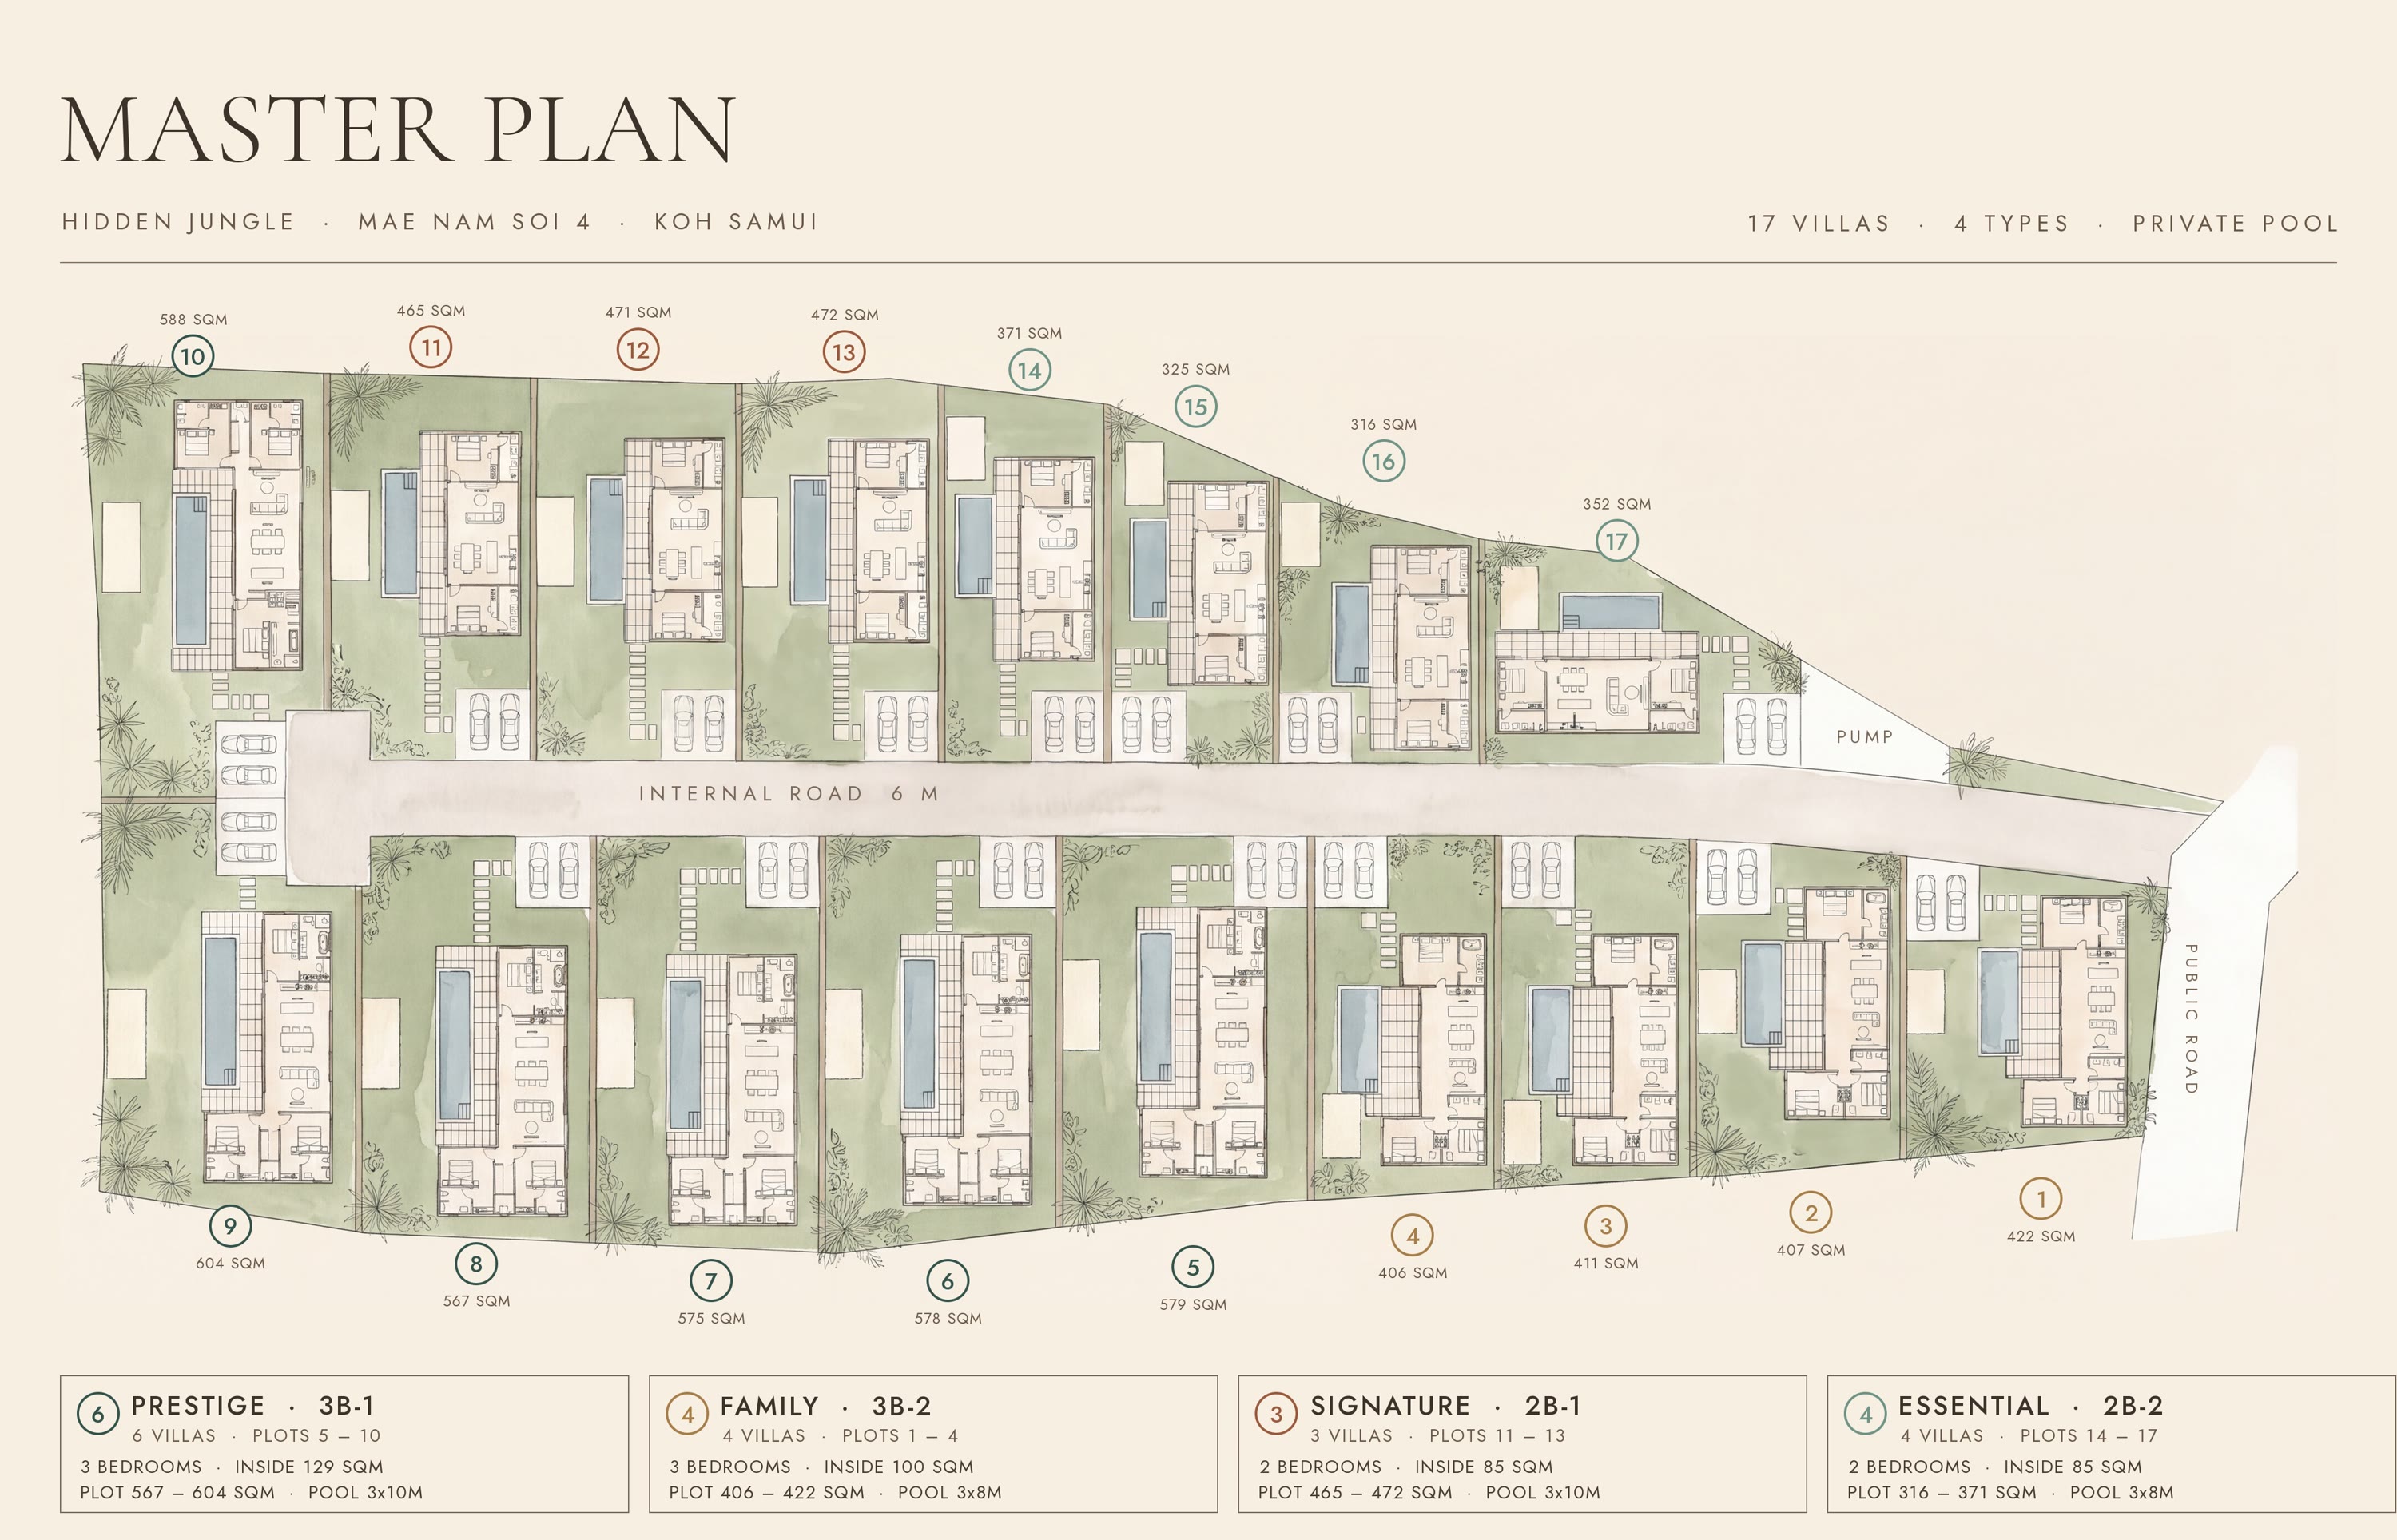 MASTER PLAN
HIDDEN JUNGLE · MAE NAM SOI 4 · KOH SAMUI
17 VILLAS · 4 TYPES · PRIVATE POOL
588 SQM
10
465 SQM
11
471 SQM
12
472 SQM
13
371 SQM
14
325 SQM
15
316 SQM
16
352 SQM
17
PUMP
INTERNAL ROAD 6 M
PUBLIC ROAD
9
604 SQM
8
567 SQM
7
575 SQM
6
578 SQM
5
579 SQM
4
406 SQM
3
411 SQM
2
407 SQM
1
422 SQM
6 PRESTIGE · 3B-1
6 VILLAS · PLOTS 5 – 10
3 BEDROOMS · INSIDE 129 SQM
PLOT 567 – 604 SQM · POOL 3x10M
4 FAMILY · 3B-2
4 VILLAS · PLOTS 1 – 4
3 BEDROOMS · INSIDE 100 SQM
PLOT 406 – 422 SQM · POOL 3x8M
3 SIGNATURE · 2B-1
3 VILLAS · PLOTS 11 – 13
2 BEDROOMS · INSIDE 85 SQM
PLOT 465 – 472 SQM · POOL 3x10M
4 ESSENTIAL · 2B-2
4 VILLAS · PLOTS 14 – 17
2 BEDROOMS · INSIDE 85 SQM
PLOT 316 – 371 SQM · POOL 3x8M